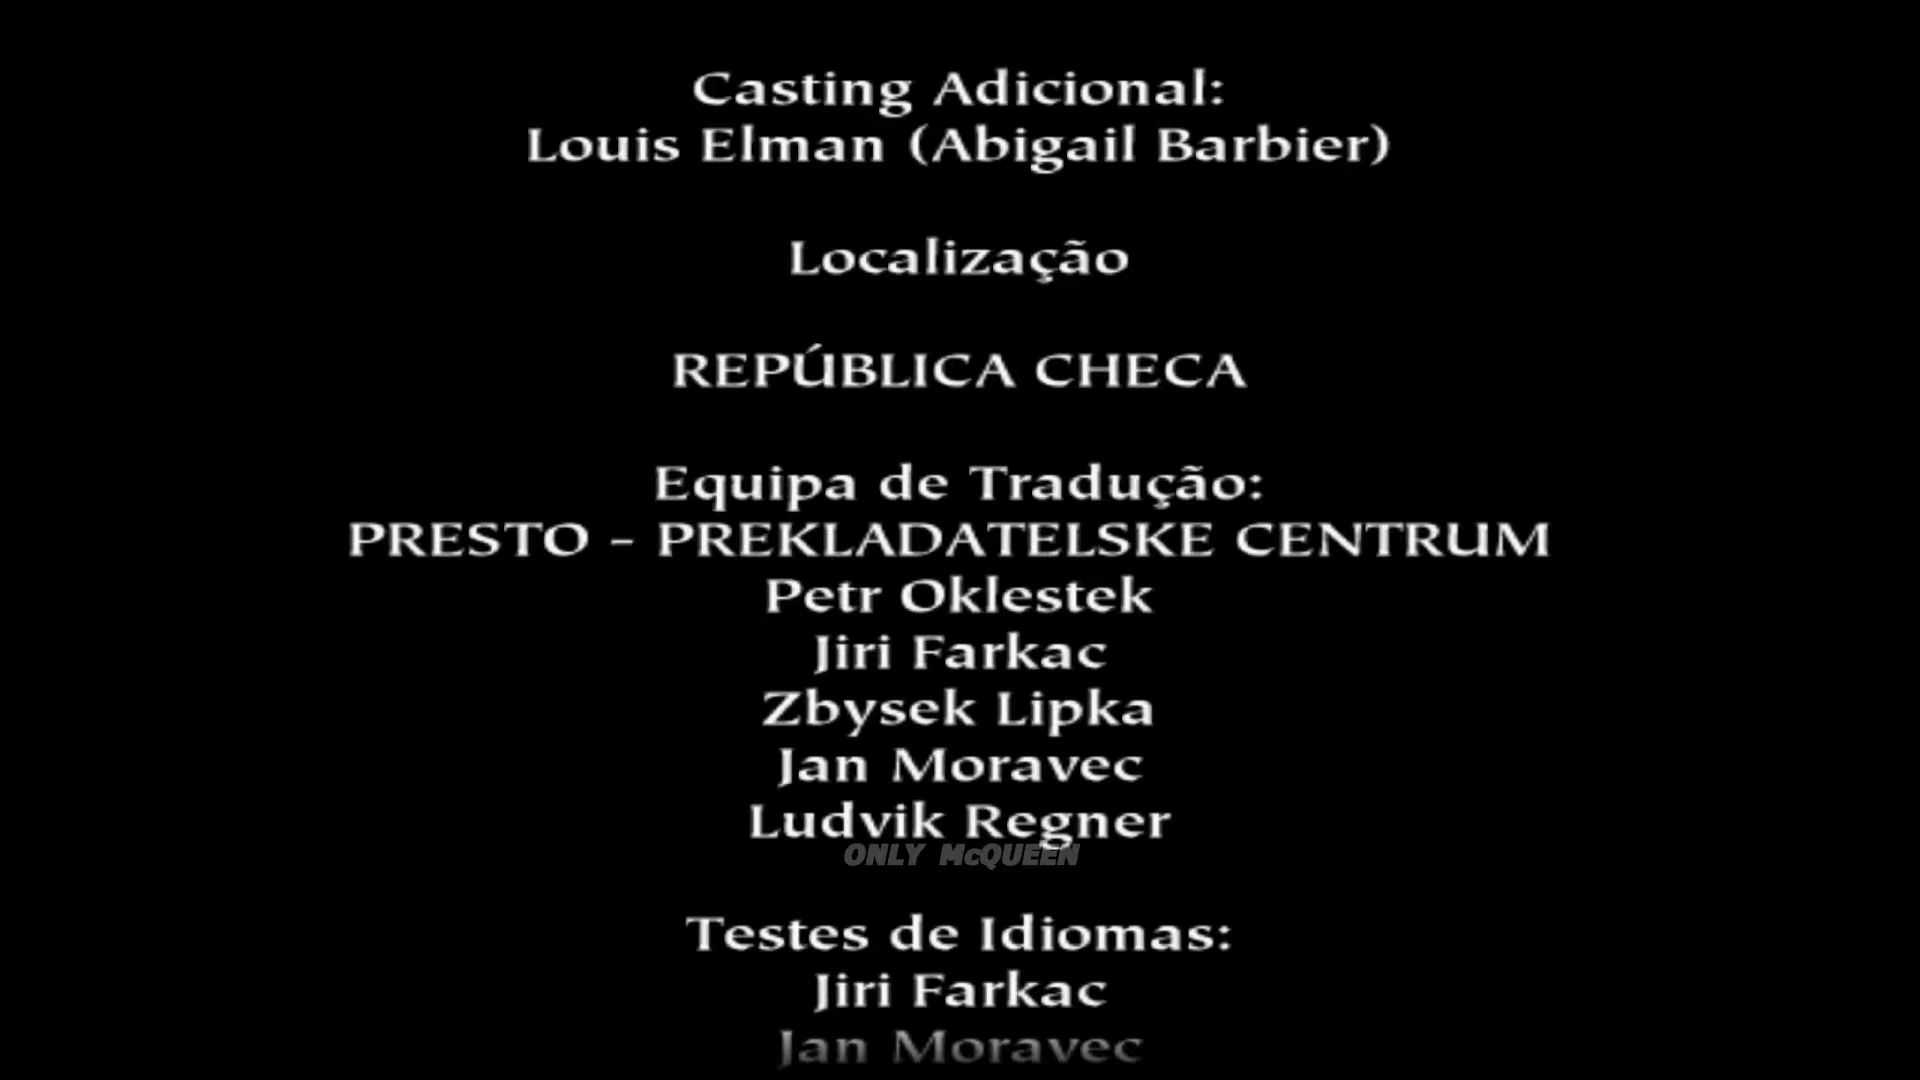 Casting Adicional:
Louis Elman (Abigail Barbier)
Localização
REPÚBLICA CHECA
Equipa de Tradução:
PRESTO - PREKLADATELSKE CENTRUM
Petr Oklestek
Jiri Farkac
Zbysek Lipka
Jan Moravec
Ludvik Regner
ONLY McQUEEN
Testes de Idiomas:
Jiri Farkac
Jan Moravec